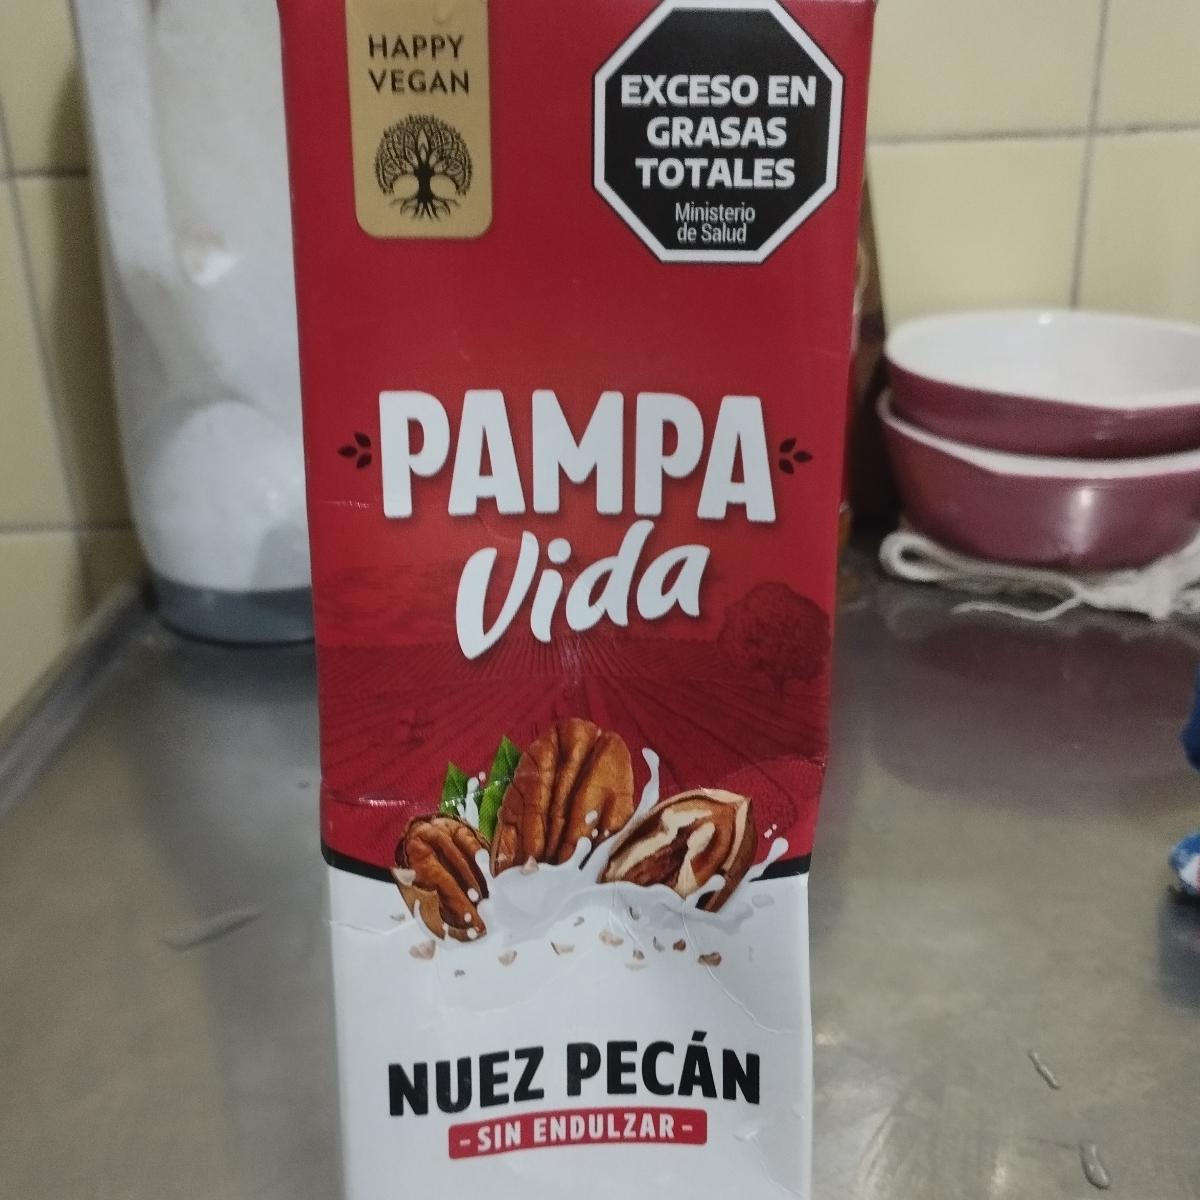 HAPPY
VEGAN
EXCESO EN
GRASAS
TOTALES
Ministerio
de Salud
PAMPA
Vida
NUEZ PECÁN
-SIN ENDULZAR-